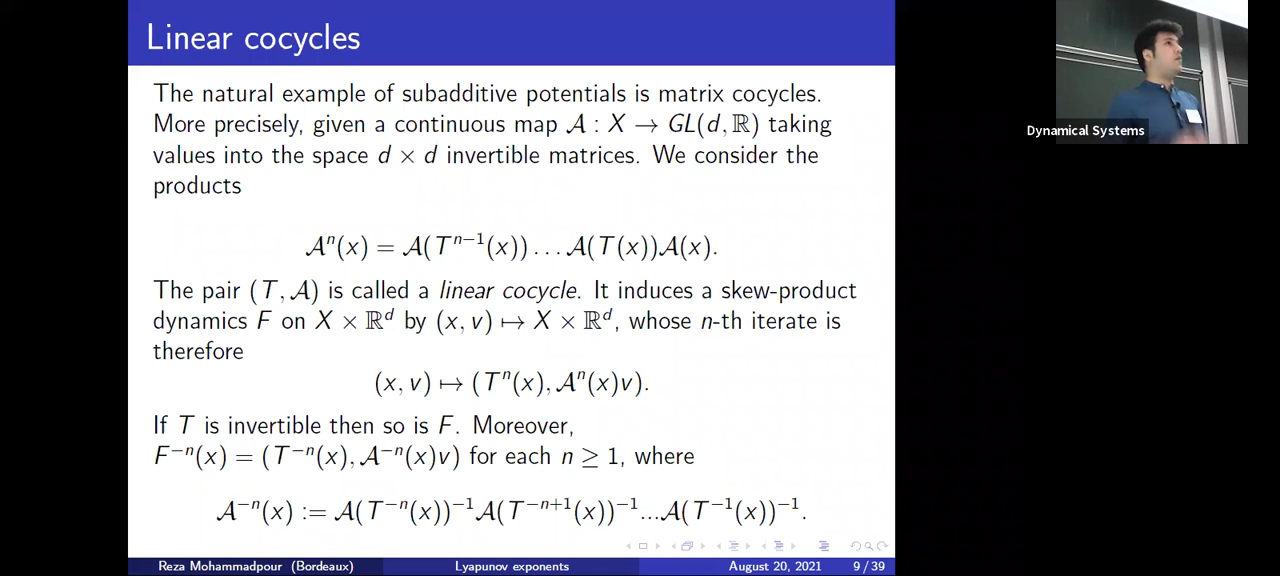 Linear cocycles
The natural example of subadditive potentials is matrix cocycles.
More precisely, given a continuous map 𝒜 : X → GL(d, ℝ) taking
values into the space d × d invertible matrices. We consider the
products
𝒜ⁿ(x) = 𝒜(Tⁿ⁻¹(x)) . . . 𝒜(T(x))𝒜(x).
The pair (T, 𝒜) is called a linear cocycle. It induces a skew-product
dynamics F on X × ℝᵈ by (x, v) ↦ X × ℝᵈ, whose n-th iterate is
therefore
(x, v) ↦ (Tⁿ(x), 𝒜ⁿ(x)v).
If T is invertible then so is F. Moreover,
F⁻ⁿ(x) = (T⁻ⁿ(x), 𝒜⁻ⁿ(x)v) for each n ≥ 1, where
𝒜⁻ⁿ(x) := 𝒜(T⁻ⁿ(x))⁻¹𝒜(T⁻ⁿ⁺¹(x))⁻¹...𝒜(T⁻¹(x))⁻¹.
Reza Mohammadpour (Bordeaux) Lyapunov exponents August 20, 2021 9 / 39
Dynamical Systems